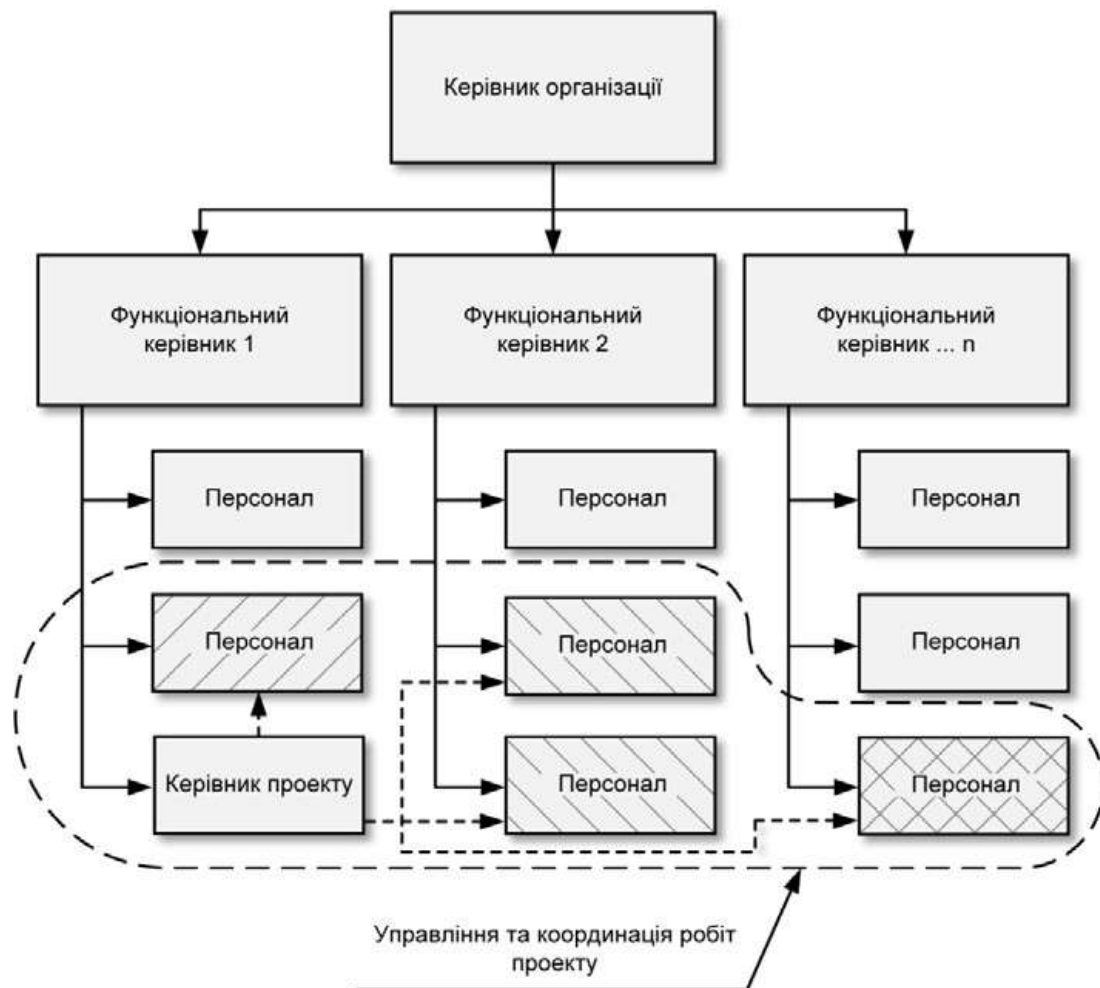 Керівник організації
Функціональний
керівник 1
Функціональний
керівник 2
Функціональний
керівник ... n
Персонал
Персонал
Персонал
Персонал
Персонал
Персонал
Керівник проекту
Персонал
Персонал
Управління та координація робіт
проекту